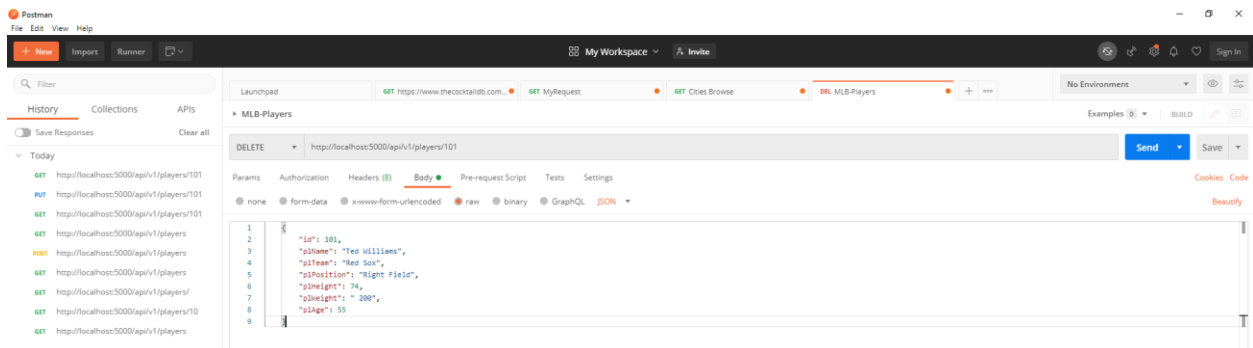 Postman
File Edit View Help
+ New Import Runner My Workspace Invite Sign In
Filter
History Collections APIs
Save Responses Clear all
Today
GET http://localhost:5000/api/v1/players/101
PUT http://localhost:5000/api/v1/players/101
GET http://localhost:5000/api/v1/players/101
GET http://localhost:5000/api/v1/players
POST http://localhost:5000/api/v1/players
GET http://localhost:5000/api/v1/players
GET http://localhost:5000/api/v1/players/
GET http://localhost:5000/api/v1/players/10
GET http://localhost:5000/api/v1/players
Launchpad GET https://www.thecocktaildb.com... GET MyRequest GET Cities Browse DEL MLB-Players + ••• No Environment
MLB-Players Examples 0 BUILD
DELETE http://localhost:5000/api/v1/players/101 Send Save
Params Authorization Headers (8) Body Pre-request Script Tests Settings Cookies Code
none form-data x-www-form-urlencoded raw binary GraphQL JSON Beautify
1 {
2 "id": 101,
3 "plName": "Ted Williams",
4 "plTeam": "Red Sox",
5 "plPosition": "Right Field",
6 "plHeight": 74,
7 "plWeight": " 200",
8 "plAge": 55
9 }